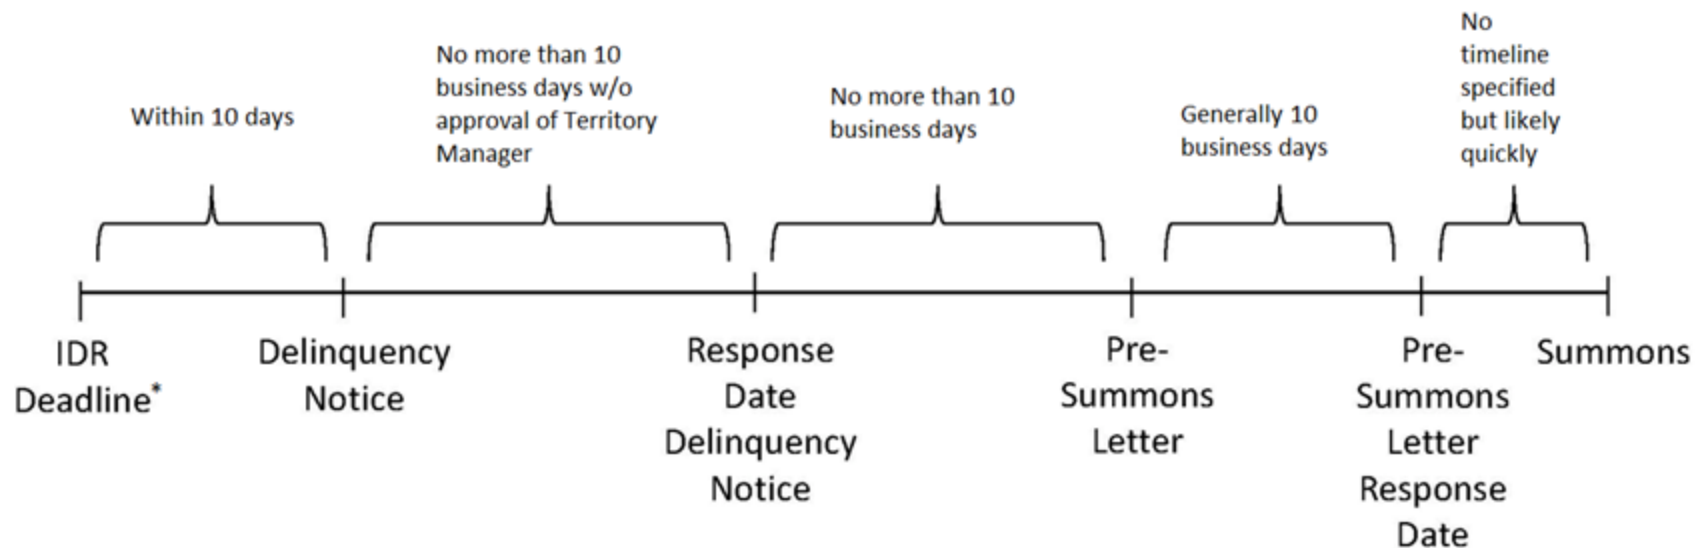 Within 10 days
No more than 10
business days w/o
approval of Territory
Manager
No more than 10
business days
Generally 10
business days
No
timeline
specified
but likely
quickly
IDR
Deadline*
Delinquency
Notice
Response
Date
Delinquency
Notice
Pre-
Summons
Letter
Pre-
Summons
Letter
Response
Date
Summons